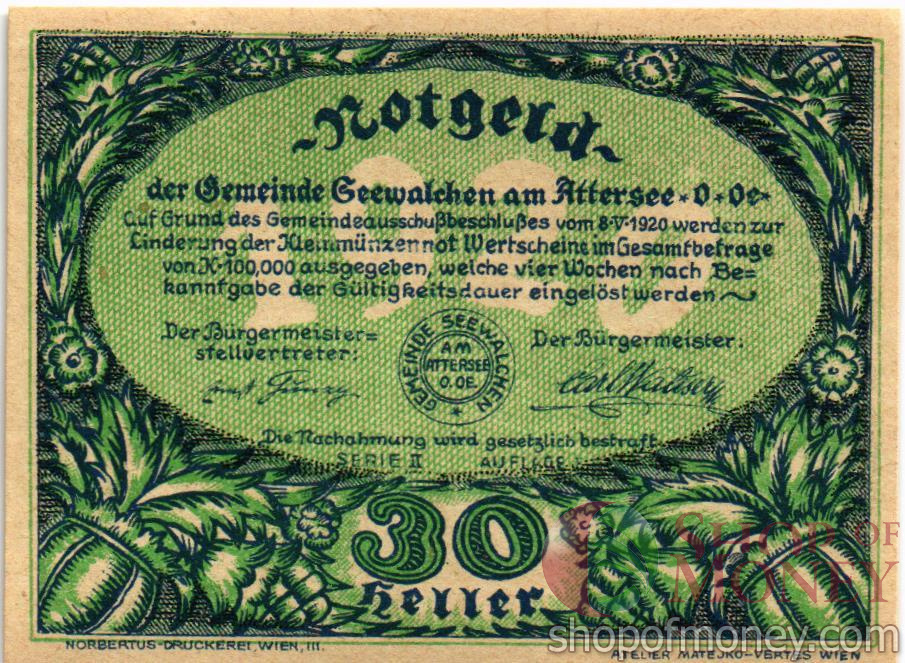 Notgeld
der Gemeinde Seewalchen am Attersee * O * Oe
Auf Grund des Gemeindeausschußbeschlußes vom 8·V·1920 werden zur
Linderung der Kleinmünzennot Wertscheine im Gesamtbetrage
von K·100,000 ausgegeben, welche vier Wochen nach Be=
kanntgabe der Gültigkeitsdauer eingelöst werden
Der Bürgermeister=
stellvertreter:
Der Bürgermeister:
GEMEINDE SEEWALCHEN
AM
ATTERSEE
O.OE.
Die Nachahmung wird gesetzlich bestraft
SERIE II AUFLAGE
30
Heller
SHOP OF
MONEY
shopofmoney.com
NORBERTUS-DRUCKEREI, WIEN, III.
ATELIER MATEJKO-VERTES WIEN